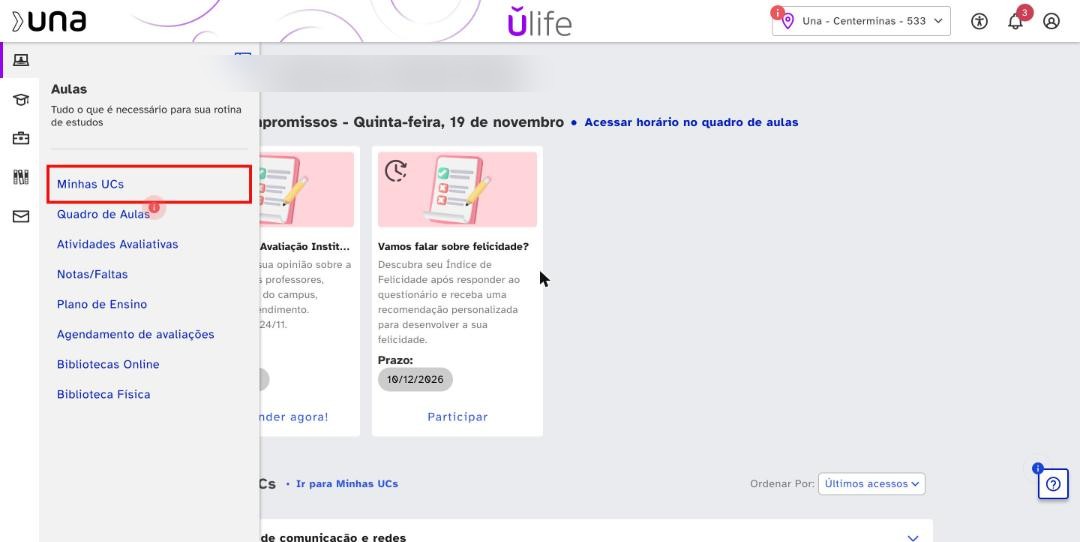 una
ūlife
Una - Centerminas - 533
3
Aulas
Tudo o que é necessário para sua rotina
de estudos
Minhas UCs
Quadro de Aulas
Atividades Avaliativas
Notas/Faltas
Plano de Ensino
Agendamento de avaliações
Bibliotecas Online
Biblioteca Física
promissos - Quinta-feira, 19 de novembro • Acessar horário no quadro de aulas
Avaliação Instit...
sua opinião sobre a
professores,
do campus,
endimento.
24/11.
nder agora!
Vamos falar sobre felicidade?
Descubra seu Índice de
Felicidade após responder ao
questionário e receba uma
recomendação personalizada
para desenvolver a sua
felicidade.
Prazo:
10/12/2026
Participar
Cs • Ir para Minhas UCs
Ordenar Por: Últimos acessos
de comunicação e redes